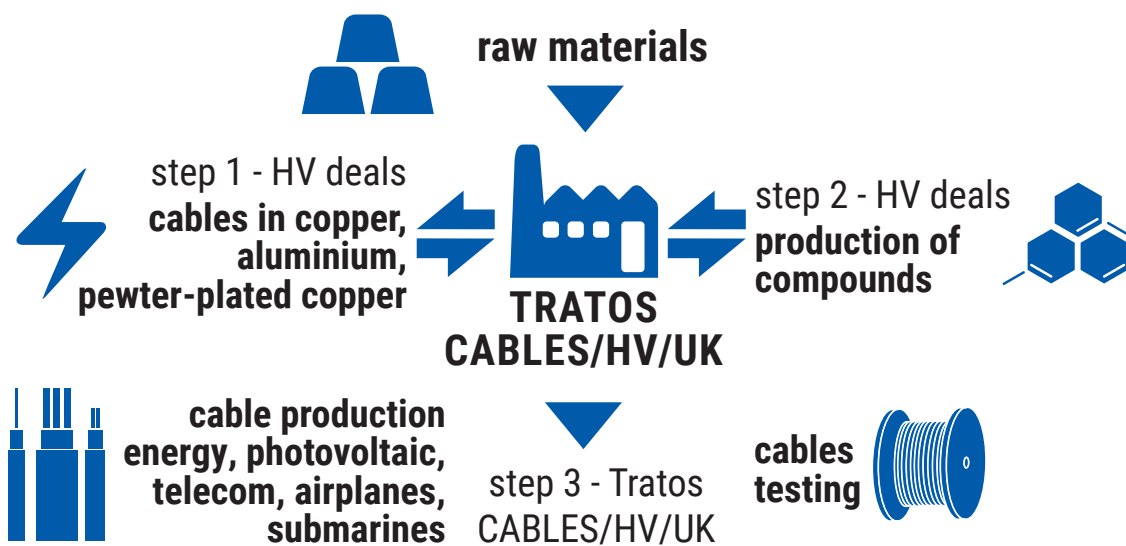 raw materials
step 1 - HV deals
cables in copper,
aluminium,
pewter-plated copper
step 2 - HV deals
production of
compounds
TRATOS
CABLES/HV/UK
cable production
energy, photovoltaic,
telecom, airplanes,
submarines
step 3 - Tratos
CABLES/HV/UK
cables
testing